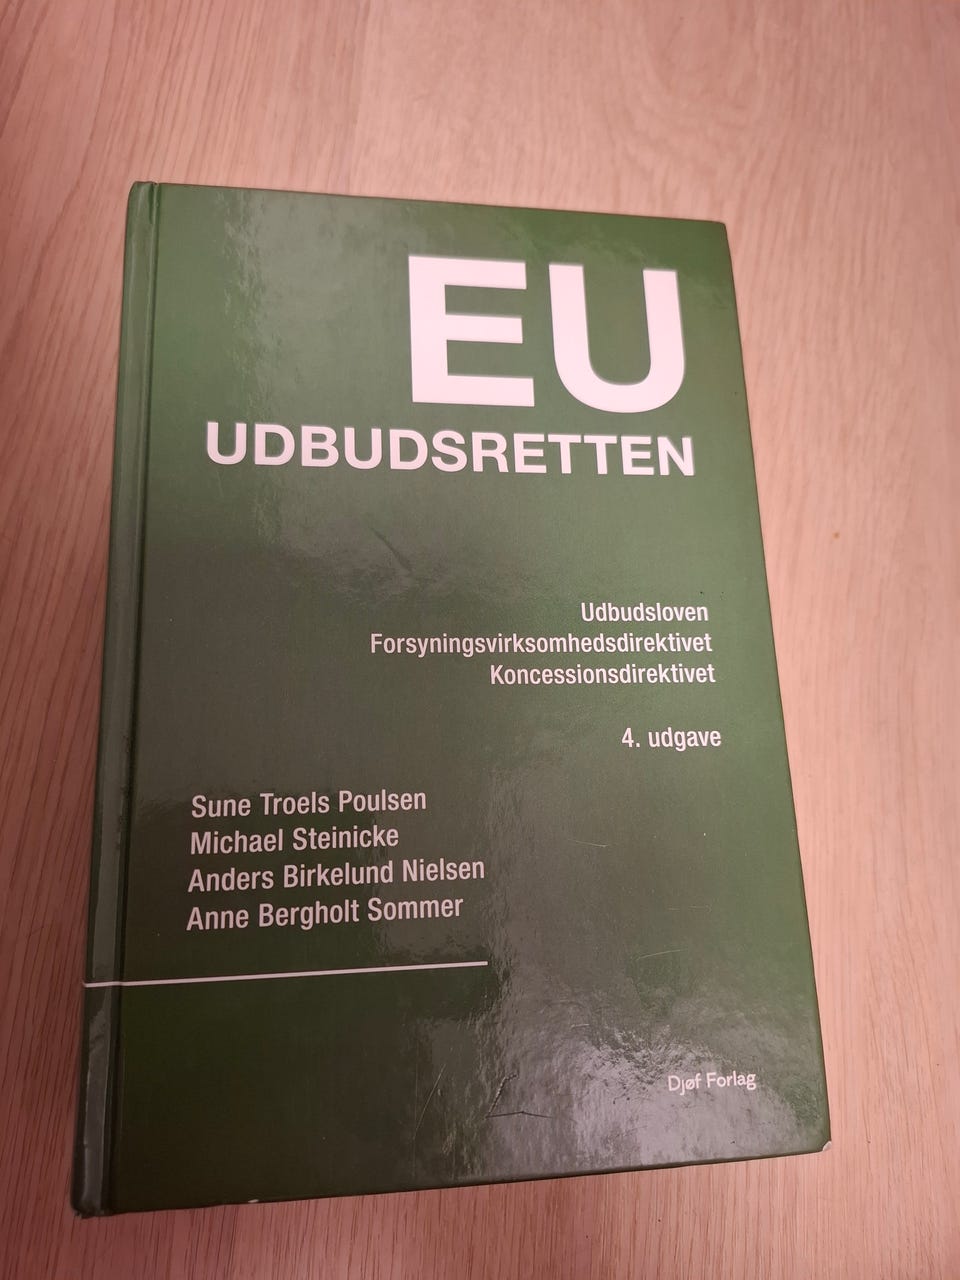 EU
UDBUDSRETTEN
Udbudsloven
Forsyningsvirksomhedsdirektivet
Koncessionsdirektivet
4. udgave
Sune Troels Poulsen
Michael Steinicke
Anders Birkelund Nielsen
Anne Bergholt Sommer
Djøf Forlag